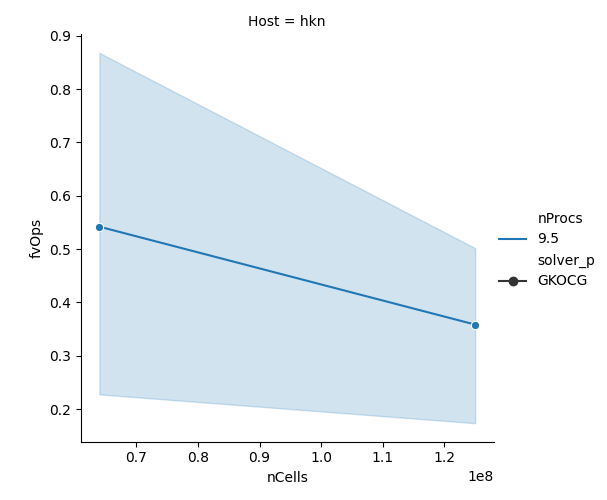 Host = hkn
0.9
0.8
0.7
0.6
0.5
0.4
0.3
0.2
fvOps
0.7 0.8 0.9 1.0 1.1 1.2
1e8
nCells
nProcs
9.5
solver_p
GKOCG